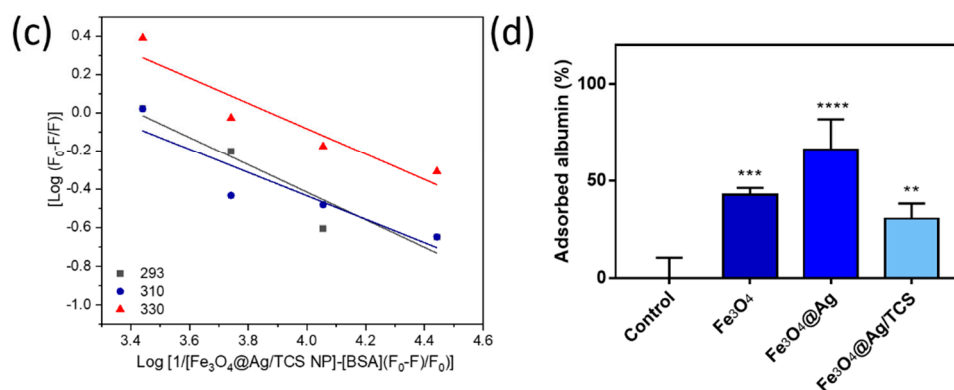 (c)
[Log (F₀-F/F)]
0.4
0.2
0.0
-0.2
-0.4
-0.6
-0.8
-1.0
293
310
330
3.4 3.6 3.8 4.0 4.2 4.4 4.6
Log [1/[Fe₃O₄@Ag/TCS NP]-[BSA](F₀-F)/F₀)]
(d)
Adsorbed albumin (%)
100
50
0
***
****
**
Control
Fe³O⁴
Fe³O⁴@Ag
Fe³O⁴@Ag/TCS